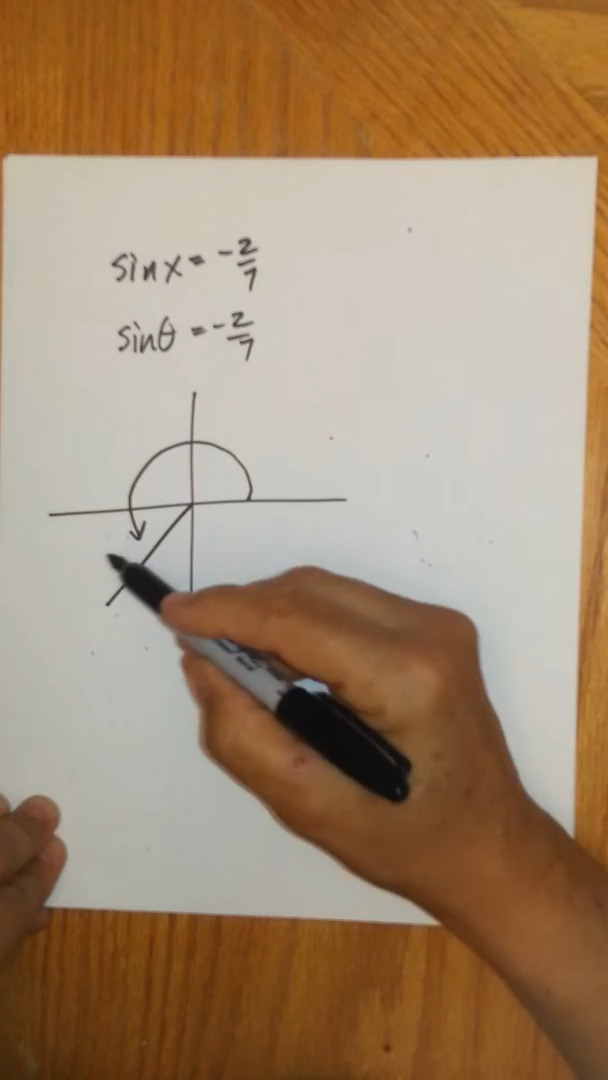 sin x = -2/7
sin θ = -2/7